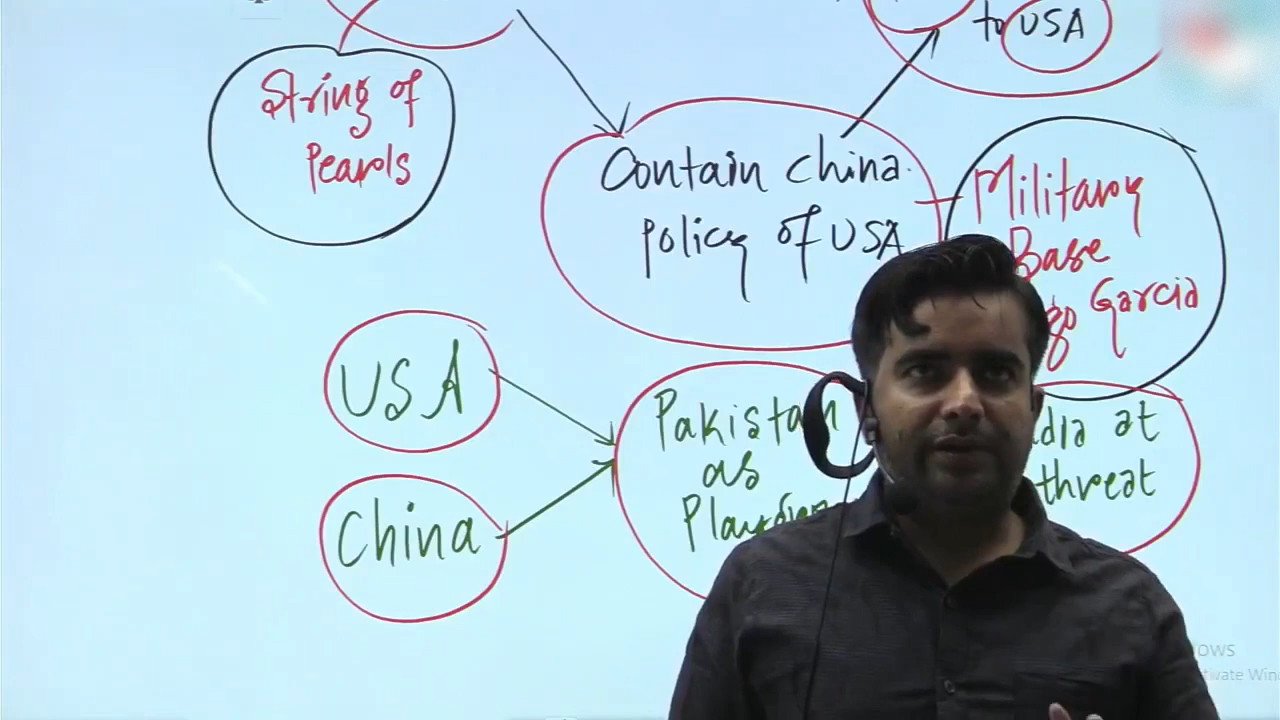 to USA
String of
Pearls
Contain China
Policy of USA
Military
Base
Garcia
USA
Pakistan
as
at
threat
China